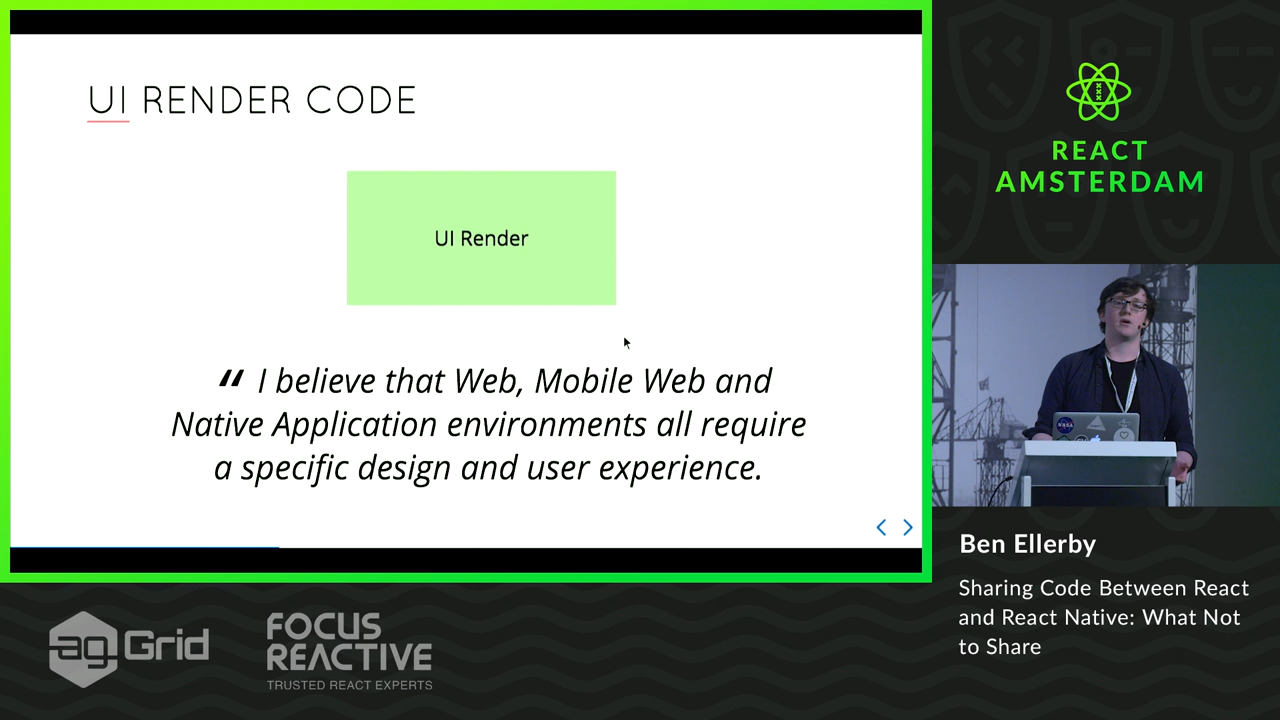 UI RENDER CODE
UI Render
“ I believe that Web, Mobile Web and
Native Application environments all require
a specific design and user experience.
REACT
AMSTERDAM
NASA
Ben Ellerby
Sharing Code Between React
and React Native: What Not
to Share
ag Grid
FOCUS
REACTIVE
TRUSTED REACT EXPERTS